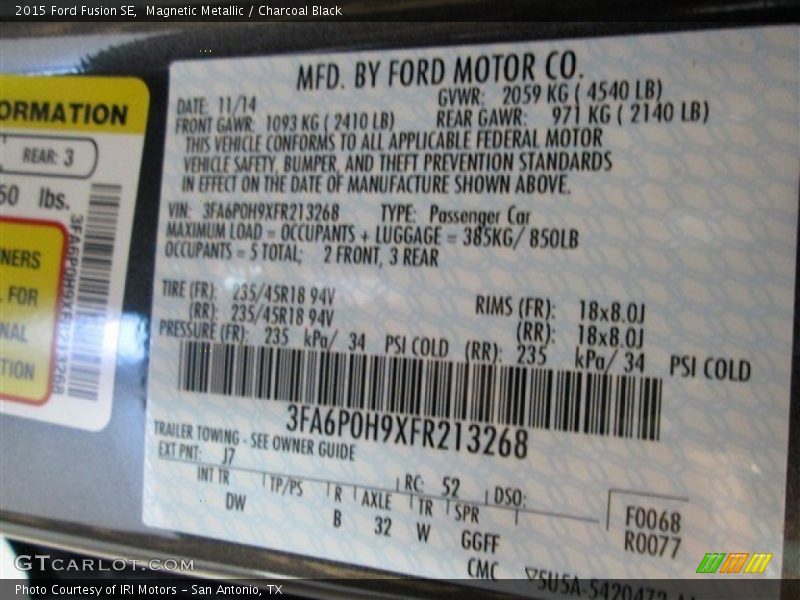 2015 Ford Fusion SE, Magnetic Metallic / Charcoal Black
ORMATION
REAR: 3
50 lbs.
NERS
FOR
NAL
TION
3FA6P0H9XFR213268
MFD. BY FORD MOTOR CO.
DATE: 11/14 GVWR: 2059 KG ( 4540 LB)
FRONT GAWR: 1093 KG ( 2410 LB) REAR GAWR: 971 KG ( 2140 LB)
THIS VEHICLE CONFORMS TO ALL APPLICABLE FEDERAL MOTOR
VEHICLE SAFETY, BUMPER, AND THEFT PREVENTION STANDARDS
IN EFFECT ON THE DATE OF MANUFACTURE SHOWN ABOVE.
VIN: 3FA6P0H9XFR213268 TYPE: Passenger Car
MAXIMUM LOAD = OCCUPANTS + LUGGAGE = 385KG/ 850LB
OCCUPANTS = 5 TOTAL; 2 FRONT, 3 REAR
TIRE (FR): 235/45R18 94V RIMS (FR): 18x8.0J
(RR): 235/45R18 94V (RR): 18x8.0J
PRESSURE (FR): 235 kPa/ 34 PSI COLD (RR): 235 kPa/ 34 PSI COLD
3FA6P0H9XFR213268
TRAILER TOWING - SEE OWNER GUIDE
EXT PNT: J7 RC: 52 DSO:
INT TR TP/PS R AXLE TR SPR F0068
DW B 32 W GGFF R0077
CMC 5U5A-5420472
GTCARLOT.COM
Photo Courtesy of IRI Motors – San Antonio, TX